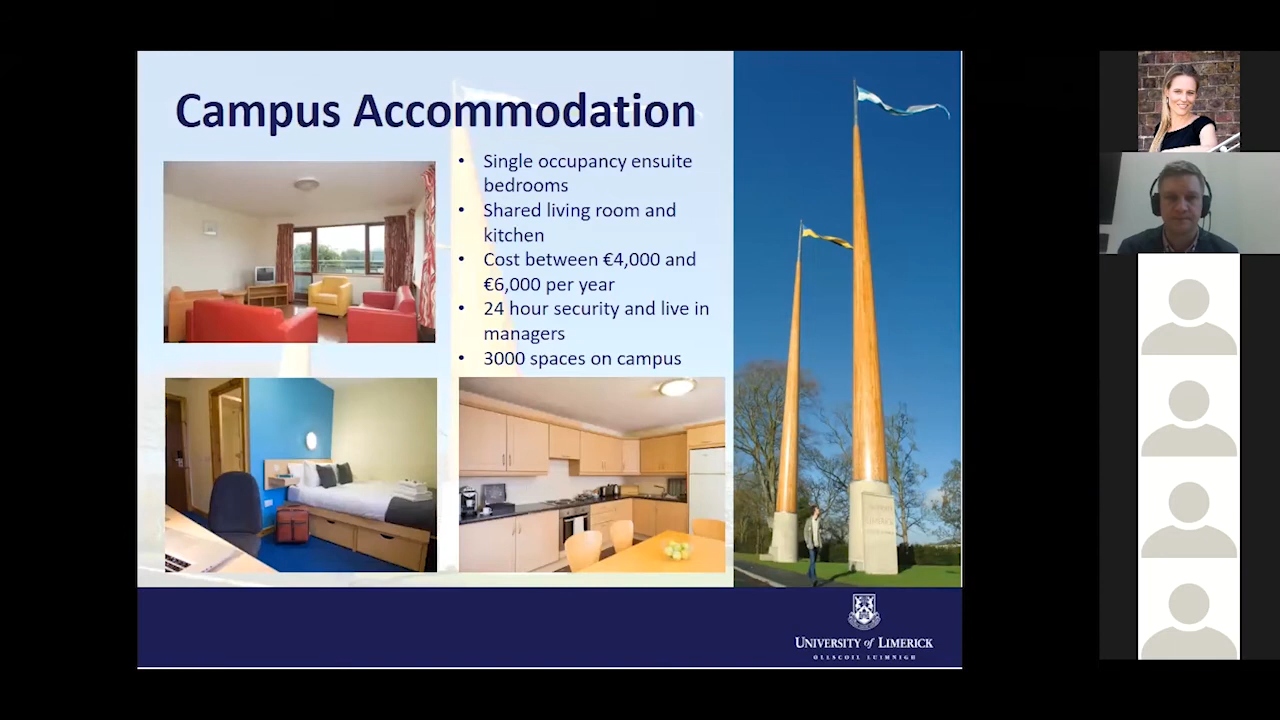 Campus Accommodation
• Single occupancy ensuite
bedrooms
• Shared living room and
kitchen
• Cost between €4,000 and
€6,000 per year
• 24 hour security and live in
managers
• 3000 spaces on campus
UNIVERSITY of LIMERICK
OLLSCOIL LUIMNIGH